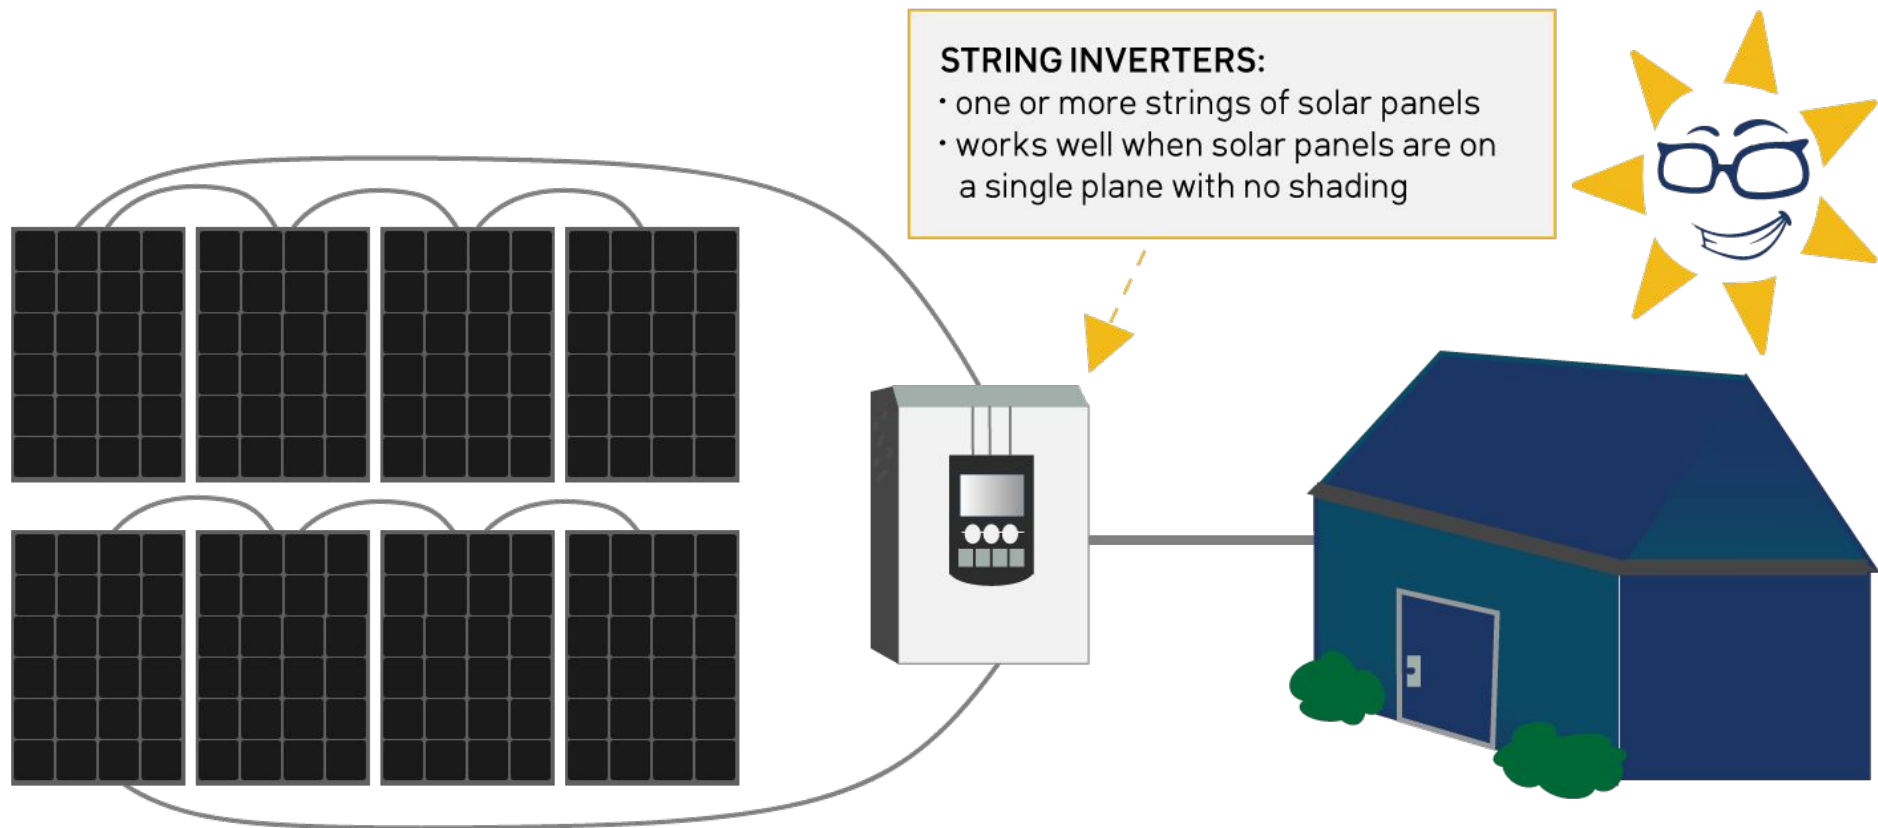 STRING INVERTERS:
· one or more strings of solar panels
· works well when solar panels are on
a single plane with no shading